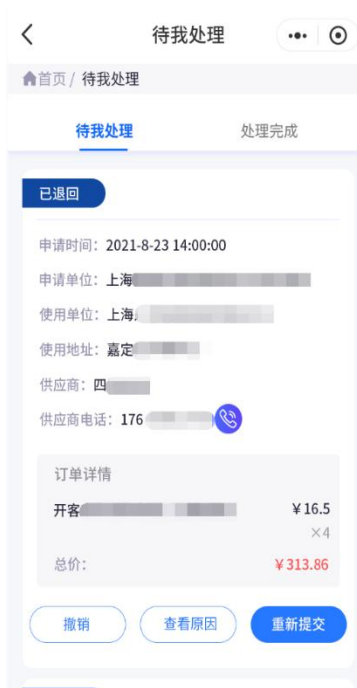 待我处理
首页 / 待我处理
待我处理 处理完成
已退回
申请时间：2021-8-23 14:00:00
申请单位：上海
使用单位：上海
使用地址：嘉定
供应商：四
供应商电话：176
订单详情
开客 ￥16.5
×4
总价： ￥313.86
撤销 查看原因 重新提交